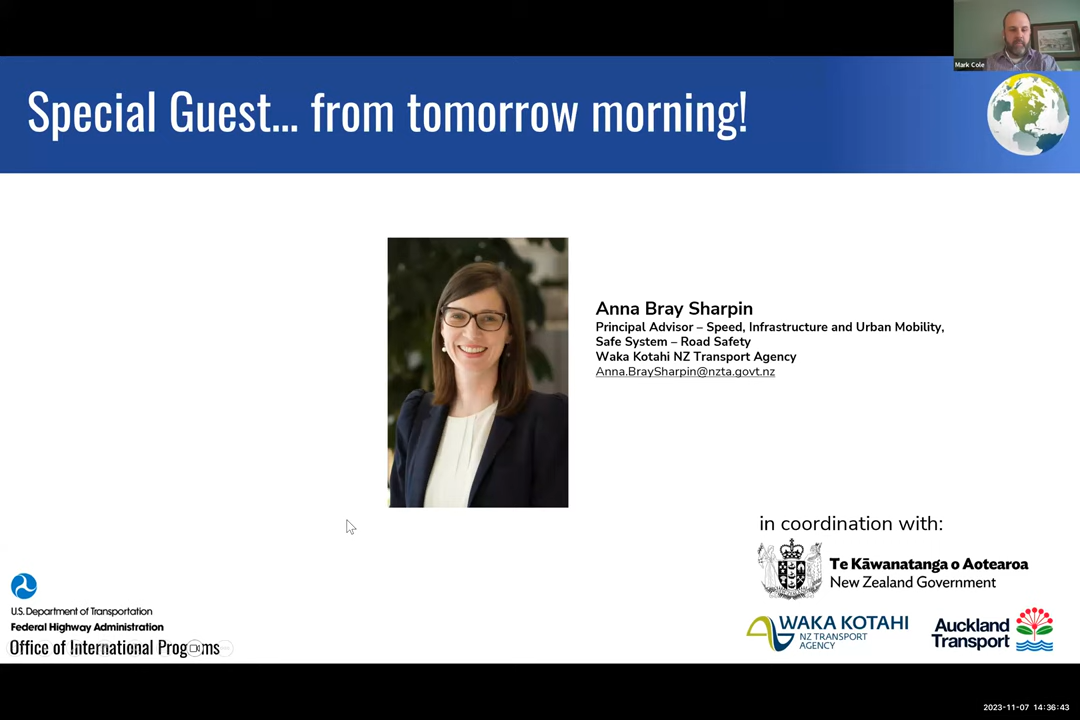 Mark Cole
Special Guest... from tomorrow morning!
Anna Bray Sharpin
Principal Advisor – Speed, Infrastructure and Urban Mobility,
Safe System – Road Safety
Waka Kotahi NZ Transport Agency
Anna.BraySharpin@nzta.govt.nz
in coordination with:
Te Kāwanatanga o Aotearoa
New Zealand Government
WAKA KOTAHI
NZ TRANSPORT
AGENCY
Auckland
Transport
U.S. Department of Transportation
Federal Highway Administration
Office of International Programs
2023-11-07 14:36:43